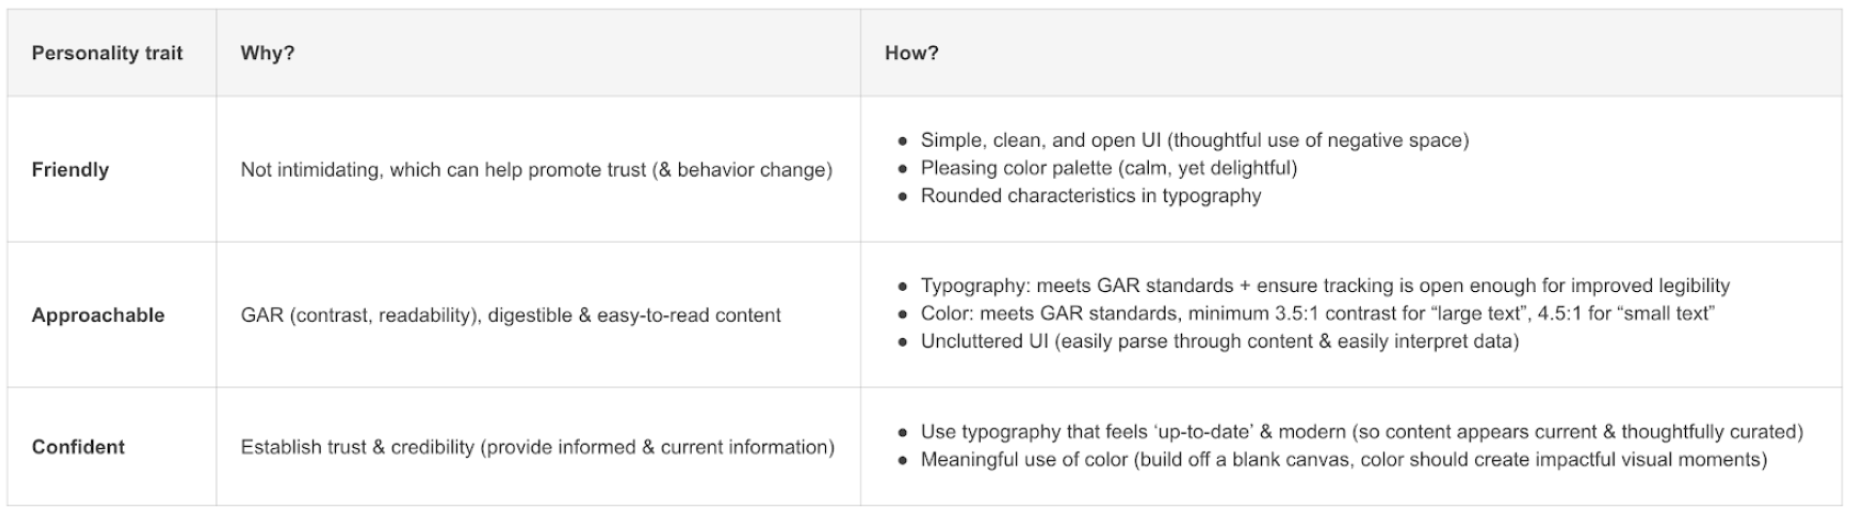 Personality trait
Why?
How?
Friendly
Not intimidating, which can help promote trust (& behavior change)
● Simple, clean, and open UI (thoughtful use of negative space)
● Pleasing color palette (calm, yet delightful)
● Rounded characteristics in typography
Approachable
GAR (contrast, readability), digestible & easy-to-read content
● Typography: meets GAR standards + ensure tracking is open enough for improved legibility
● Color: meets GAR standards, minimum 3.5:1 contrast for “large text”, 4.5:1 for “small text”
● Uncluttered UI (easily parse through content & easily interpret data)
Confident
Establish trust & credibility (provide informed & current information)
● Use typography that feels ‘up-to-date’ & modern (so content appears current & thoughtfully curated)
● Meaningful use of color (build off a blank canvas, color should create impactful visual moments)